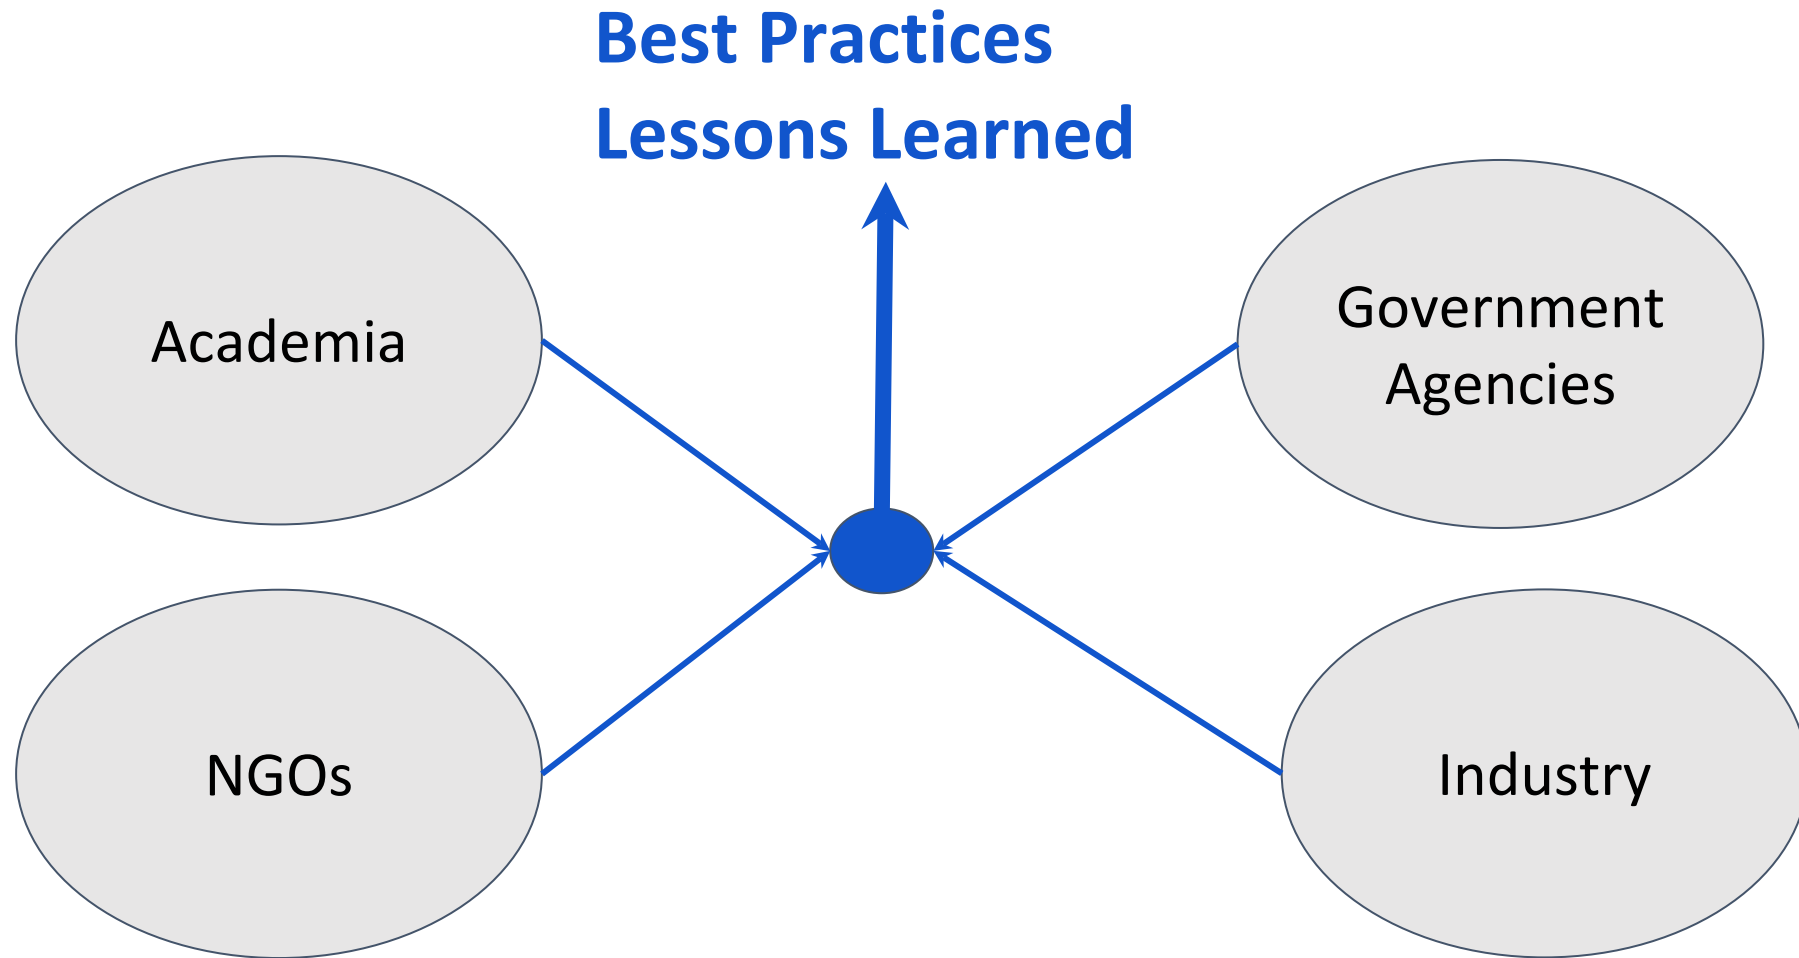 Best Practices
Lessons Learned
Academia
Government
Agencies
NGOs
Industry